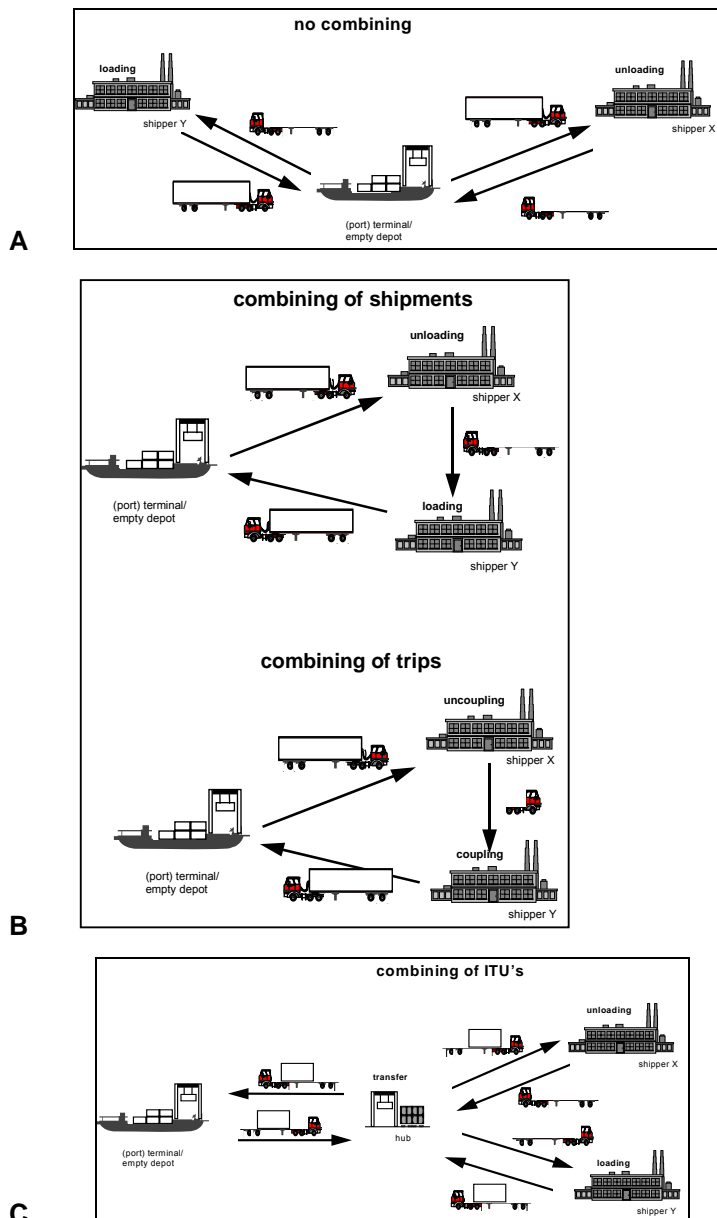 no combining
loading
unloading
shipper Y
shipper X
(port) terminal/
empty depot
A
combining of shipments
unloading
shipper X
(port) terminal/
empty depot
loading
shipper Y
combining of trips
uncoupling
shipper X
(port) terminal/
empty depot
coupling
shipper Y
B
combining of ITU's
unloading
shipper X
transfer
hub
(port) terminal/
empty depot
loading
shipper Y
C